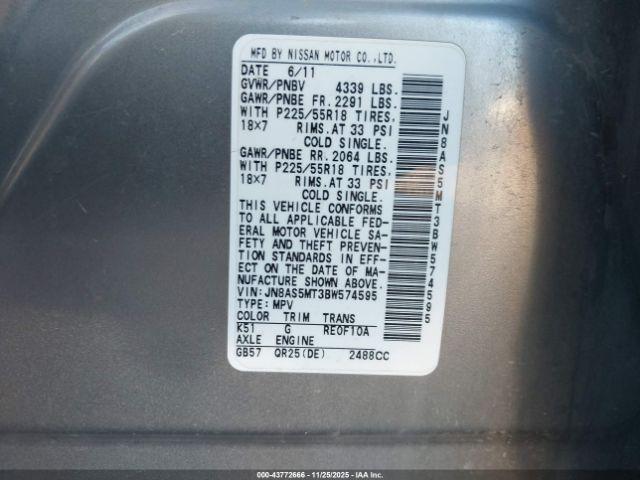 MFD BY NISSAN MOTOR CO.,LTD.
DATE 6/11
GVWR/PNBV 4339 LBS.
GAWR/PNBE FR. 2291 LBS.
WITH P225/55R18 TIRES,
18X7 RIMS. AT 33 PSI
COLD SINGLE.
GAWR/PNBE RR. 2064 LBS.
WITH P225/55R18 TIRES,
18X7 RIMS. AT 33 PSI
COLD SINGLE.
THIS VEHICLE CONFORMS
TO ALL APPLICABLE FED-
ERAL MOTOR VEHICLE SA-
FETY AND THEFT PREVEN-
TION STANDARDS IN EFF-
ECT ON THE DATE OF MA-
NUFACTURE SHOWN ABOVE.
VIN: JN8AS5MT3BW574595
TYPE: MPV
COLOR TRIM TRANS
K51 G RE0F10A
AXLE ENGINE
GB57 QR25(DE) 2488CC
JN8AS5MT3BW574595
000-43772666 - 11/25/2025 - IAAI.com